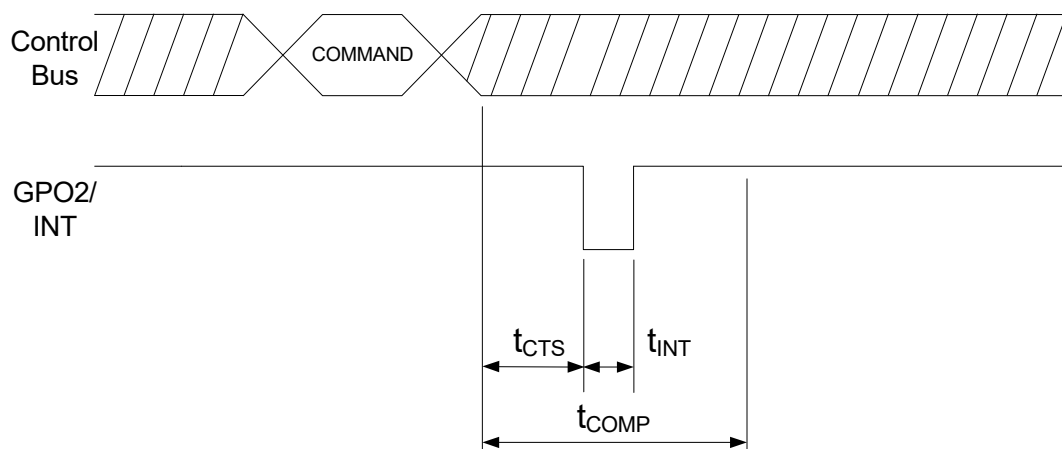 Control
Bus
COMMAND
GPO2/
INT
tCTS
tINT
tCOMP